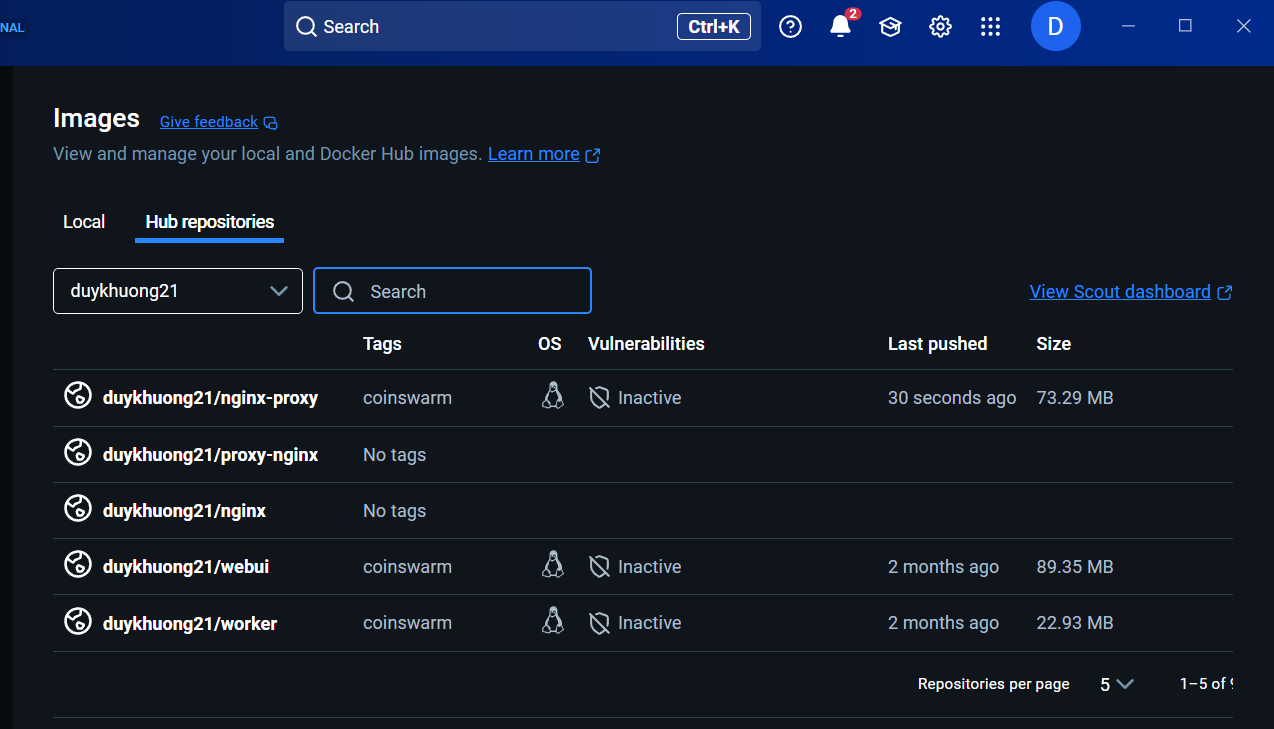 NAL
Search Ctrl+K 2 D
Images Give feedback
View and manage your local and Docker Hub images. Learn more
Local Hub repositories
duykhuong21 Search View Scout dashboard
Tags OS Vulnerabilities Last pushed Size
duykhuong21/nginx-proxy coinswarm Inactive 30 seconds ago 73.29 MB
duykhuong21/proxy-nginx No tags
duykhuong21/nginx No tags
duykhuong21/webui coinswarm Inactive 2 months ago 89.35 MB
duykhuong21/worker coinswarm Inactive 2 months ago 22.93 MB
Repositories per page 5 1–5 of